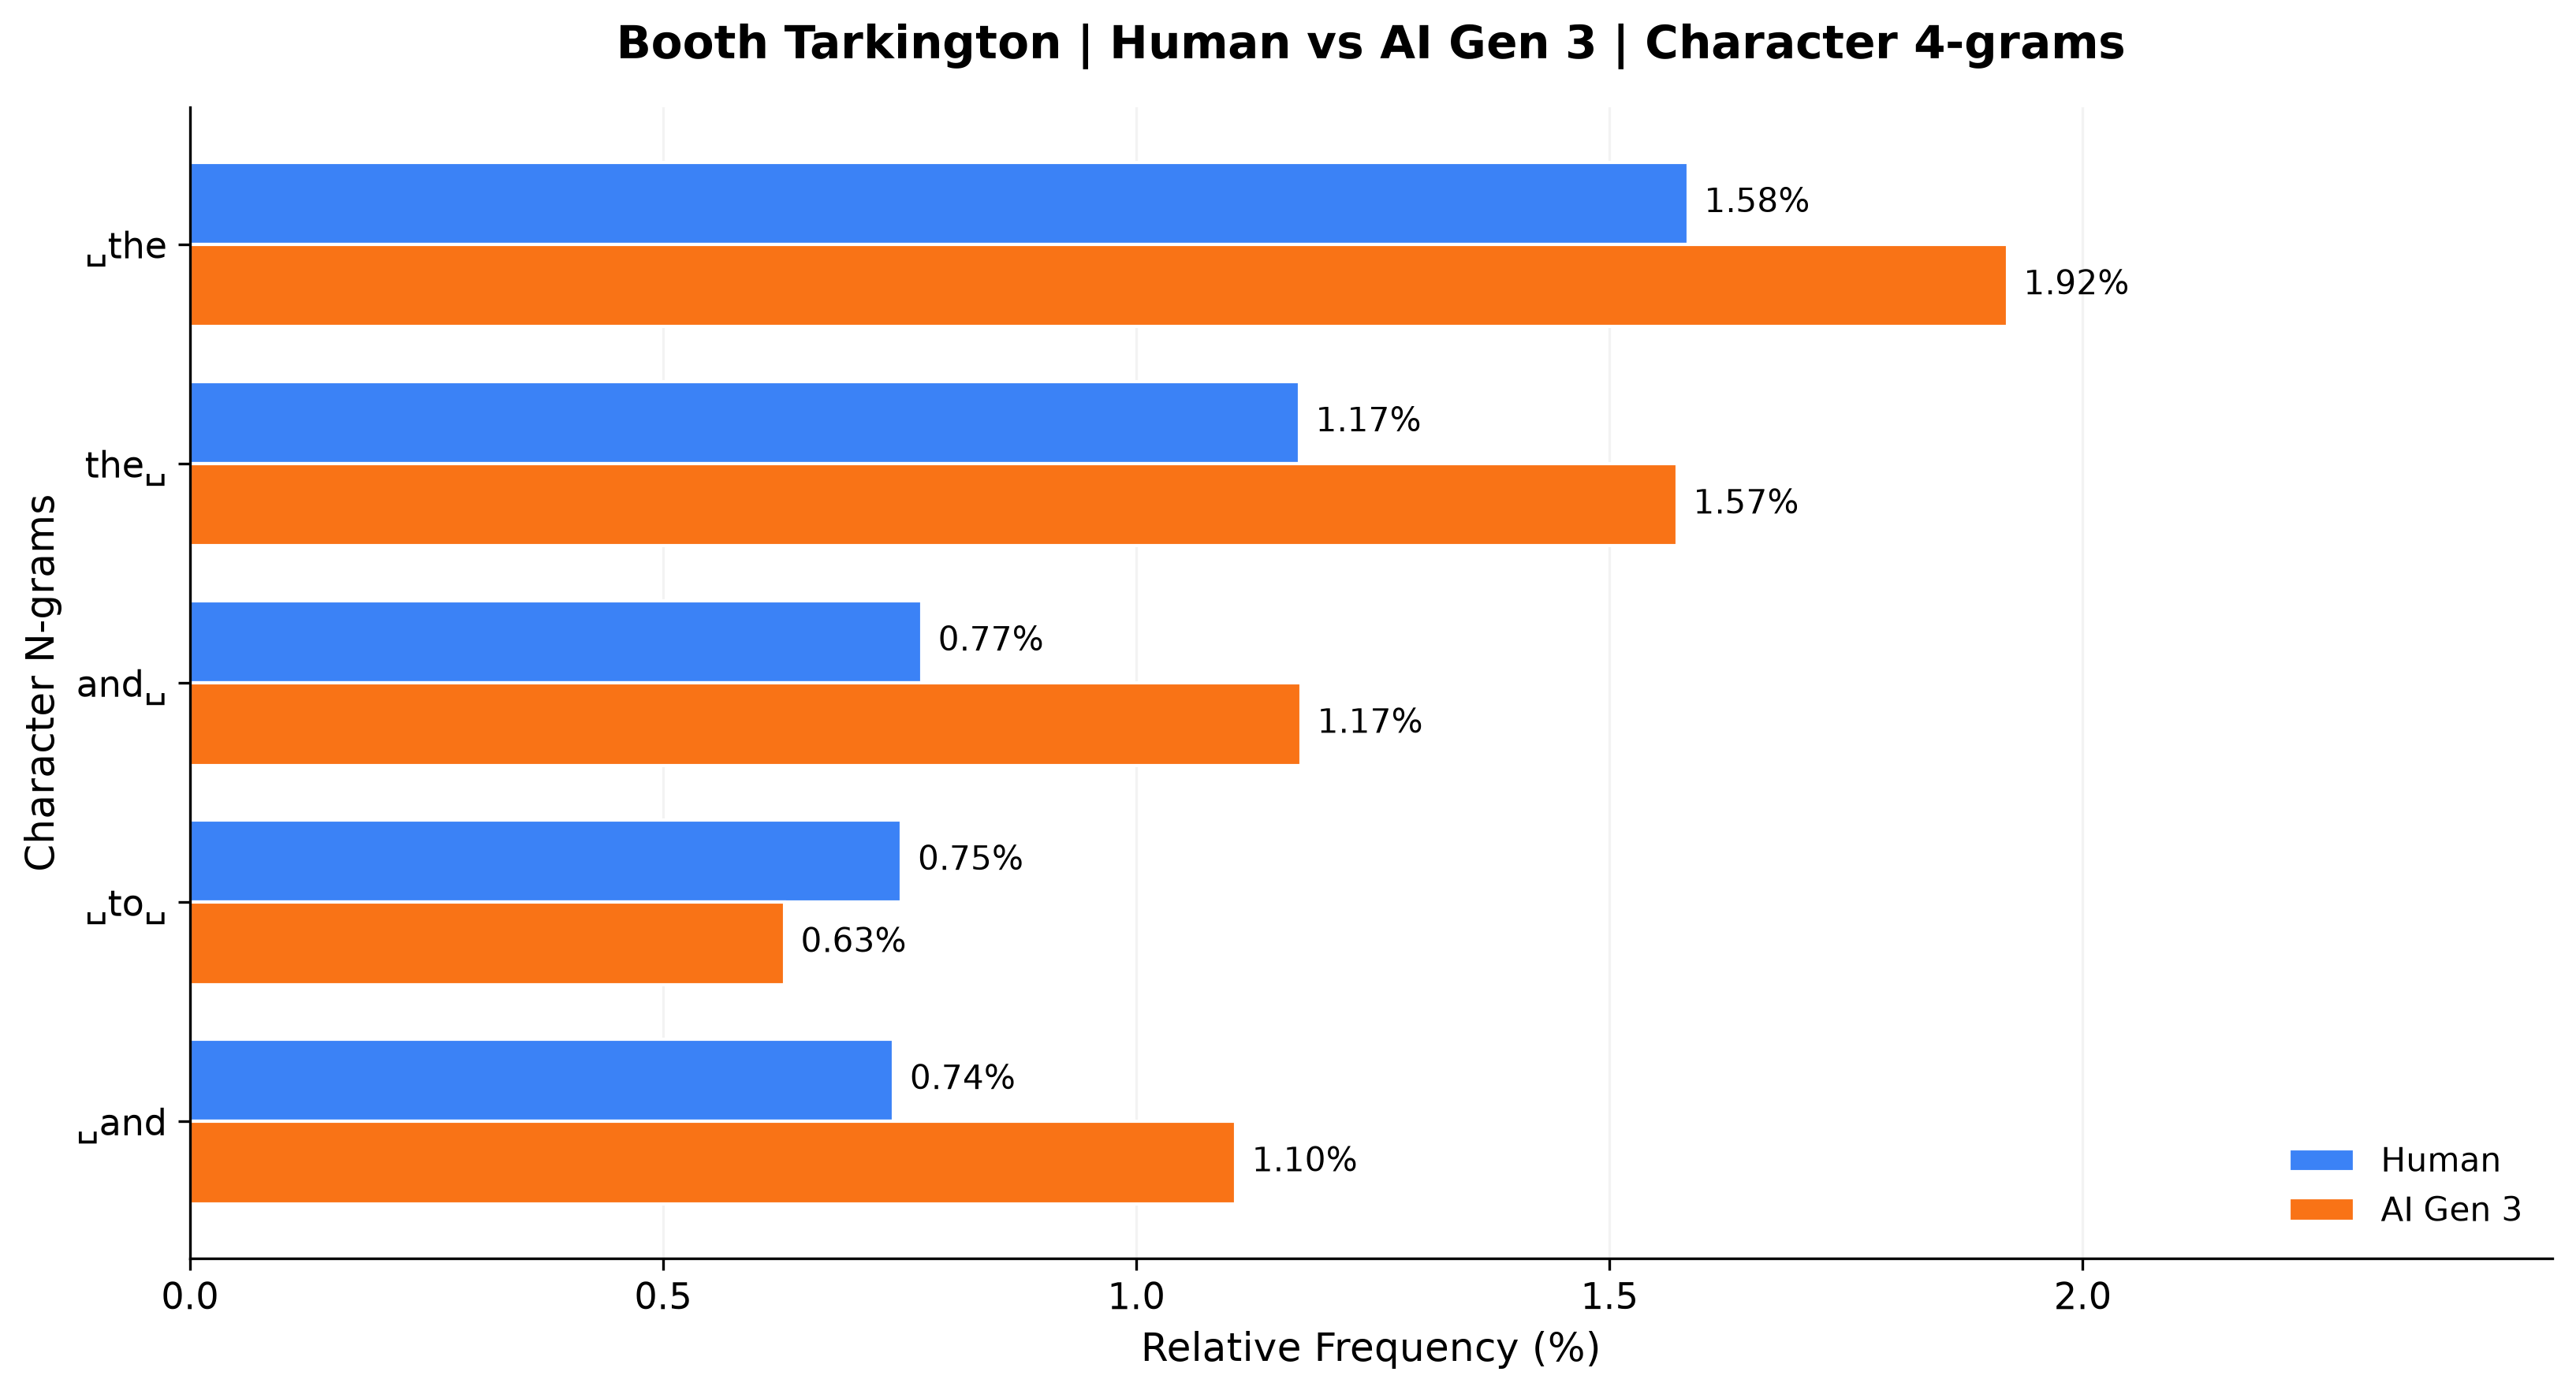 Booth Tarkington | Human vs AI Gen 3 | Character 4-grams
␣the
1.58%
1.92%
the␣
1.17%
1.57%
and␣
0.77%
1.17%
␣to␣
0.75%
0.63%
␣and
0.74%
1.10%
Character N-grams
Human
AI Gen 3
0.0 0.5 1.0 1.5 2.0
Relative Frequency (%)